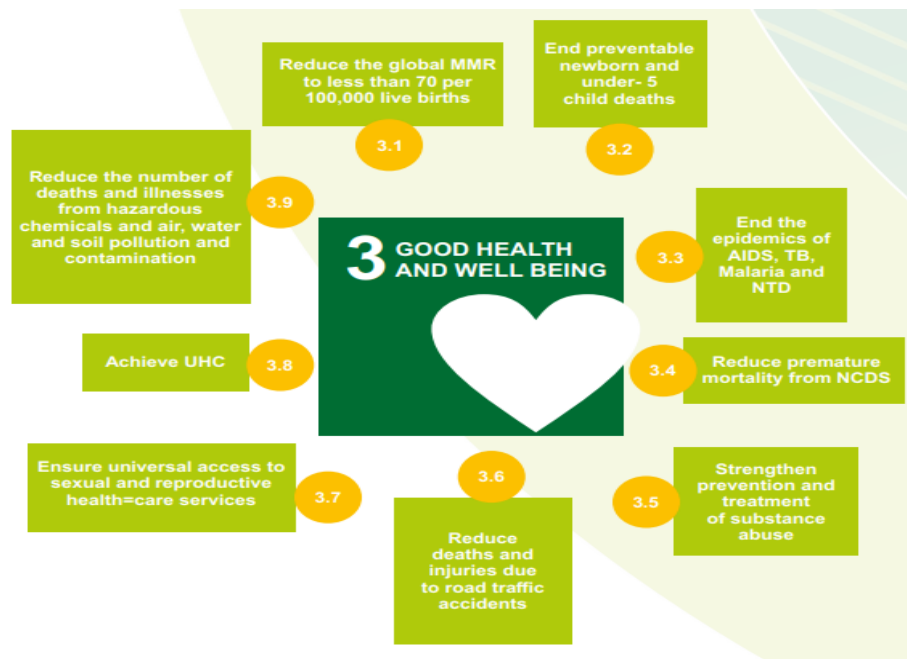 Reduce the global MMR
to less than 70 per
100,000 live births
3.1
End preventable
newborn and
under- 5
child deaths
3.2
Reduce the number of
deaths and illnesses
from hazardous
chemicals and air, water
and soil pollution and
contamination
3.9
3 GOOD HEALTH
AND WELL BEING
3.3
End the
epidemics of
AIDS, TB,
Malaria and
NTD
Achieve UHC
3.8
3.4
Reduce premature
mortality from NCDS
Ensure universal access to
sexual and reproductive
health=care services
3.7
3.6
Reduce
deaths and
injuries due
to road traffic
accidents
3.5
Strengthen
prevention and
treatment
of substance
abuse